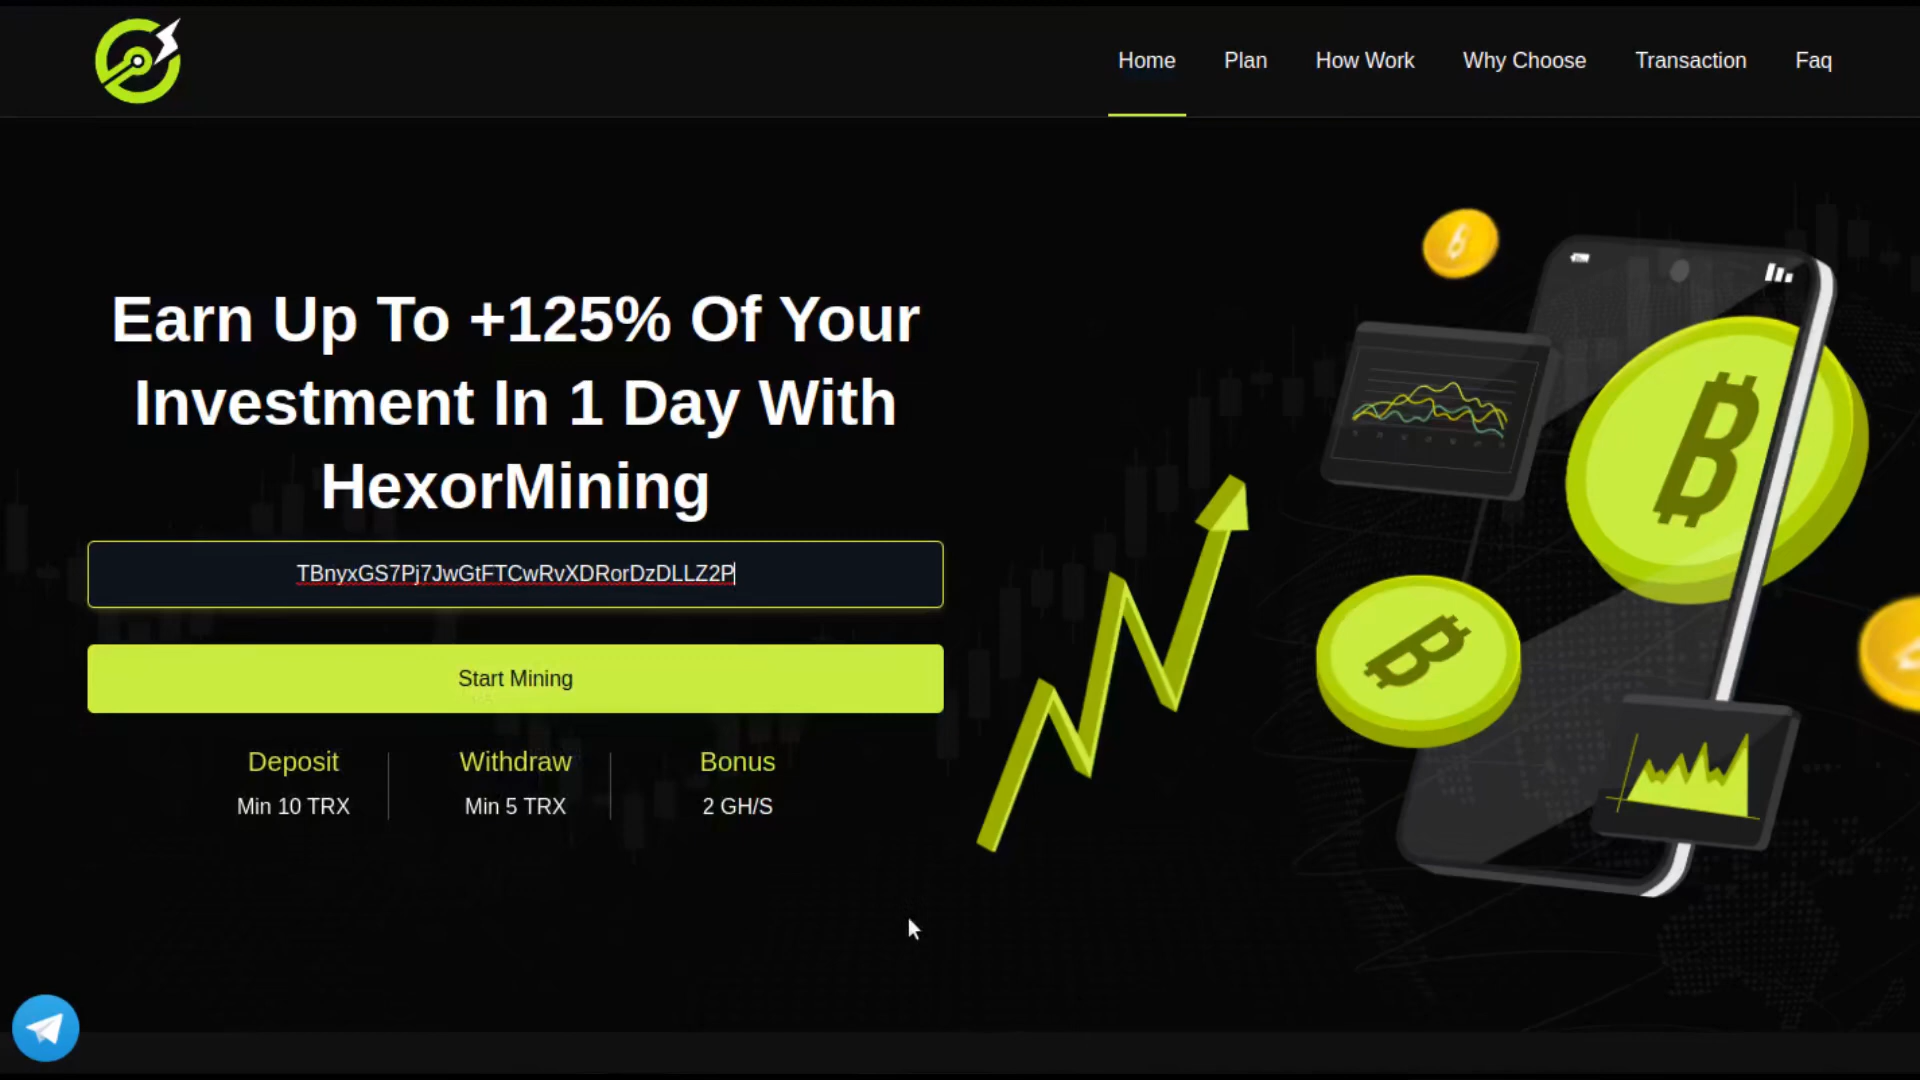 Home Plan How Work Why Choose Transaction Faq
Earn Up To +125% Of Your
Investment In 1 Day With
HexorMining
TBnyxGS7Pj7JwGtFTCwRvXDRorDzDLLZ2P
Start Mining
Deposit Withdraw Bonus
Min 10 TRX Min 5 TRX 2 GH/S